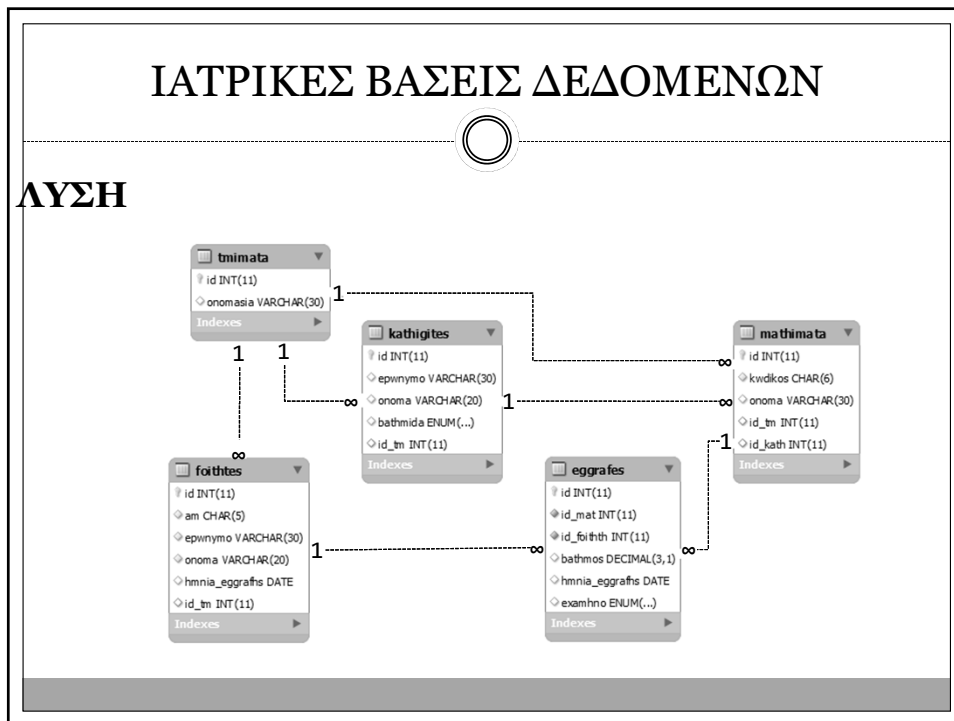 ΙΑΤΡΙΚΕΣ ΒΑΣΕΙΣ ΔΕΔΟΜΕΝΩΝ
ΛΥΣΗ
tmimata
id INT(11)
onomasia VARCHAR(30)
Indexes
1
1
1
∞
∞
∞
kathigites
id INT(11)
epwnymo VARCHAR(30)
onoma VARCHAR(20)
bathmida ENUM(...)
id_tm INT(11)
Indexes
1
∞
mathimata
id INT(11)
kwdikos CHAR(6)
onoma VARCHAR(30)
id_tm INT(11)
id_kath INT(11)
Indexes
1
∞
foithtes
id INT(11)
am CHAR(5)
epwnymo VARCHAR(30)
onoma VARCHAR(20)
hmnia_eggrafhs DATE
id_tm INT(11)
Indexes
1
∞
eggrafes
id INT(11)
id_mat INT(11)
id_foithth INT(11)
bathmos DECIMAL(3,1)
hmnia_eggrafhs DATE
examhno ENUM(...)
Indexes